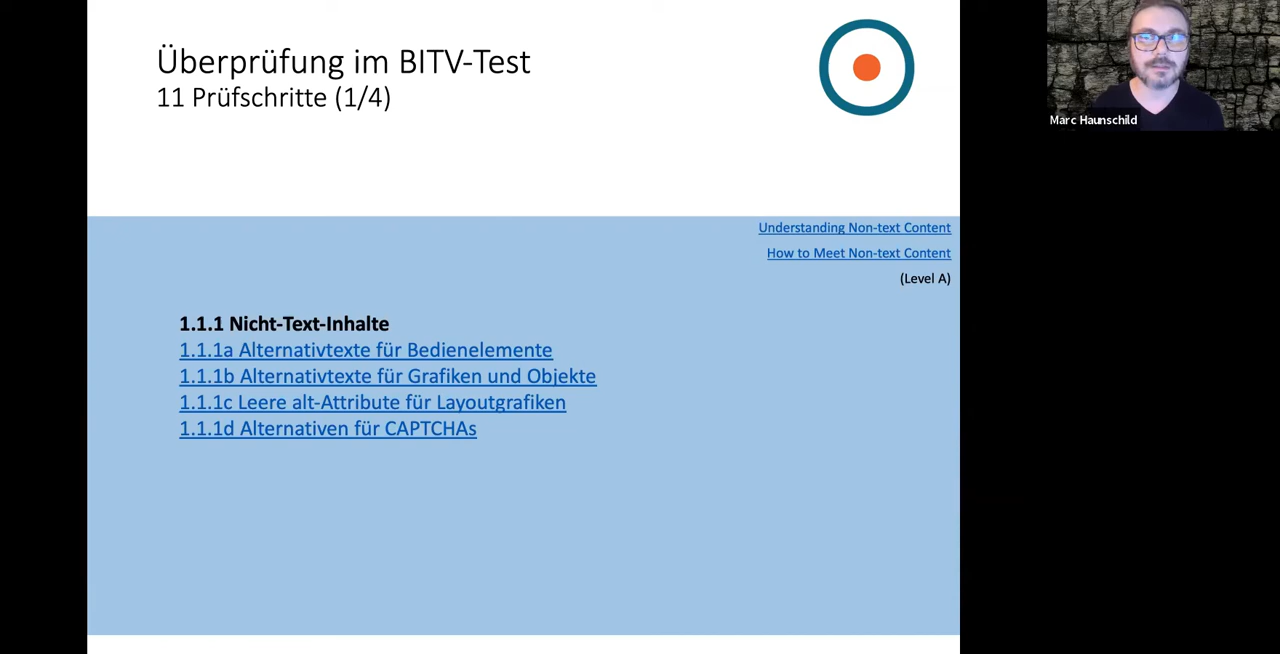 Überprüfung im BITV-Test
11 Prüfschritte (1/4)
Marc Haunschild
Understanding Non-text Content
How to Meet Non-text Content
(Level A)
1.1.1 Nicht-Text-Inhalte
1.1.1a Alternativtexte für Bedienelemente
1.1.1b Alternativtexte für Grafiken und Objekte
1.1.1c Leere alt-Attribute für Layoutgrafiken
1.1.1d Alternativen für CAPTCHAs